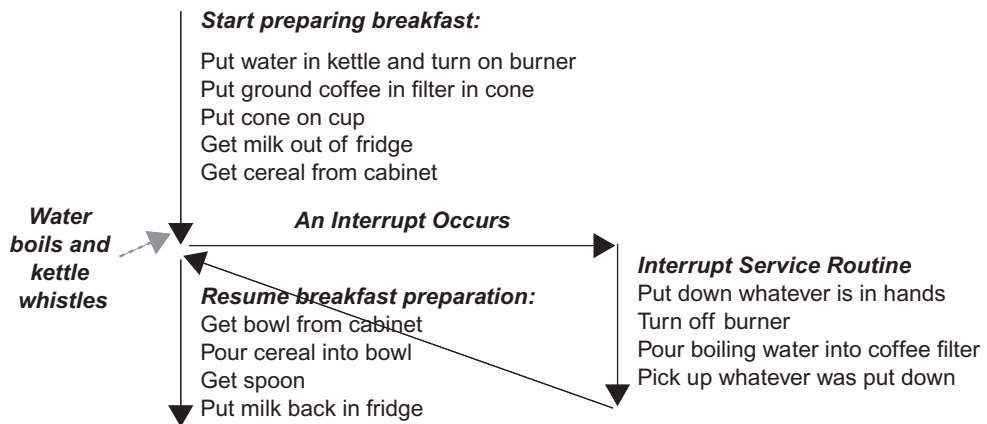 Start preparing breakfast:
Put water in kettle and turn on burner
Put ground coffee in filter in cone
Put cone on cup
Get milk out of fridge
Get cereal from cabinet
Water
boils and
kettle
whistles
An Interrupt Occurs
Interrupt Service Routine
Put down whatever is in hands
Turn off burner
Pour boiling water into coffee filter
Pick up whatever was put down
Resume breakfast preparation:
Get bowl from cabinet
Pour cereal into bowl
Get spoon
Put milk back in fridge